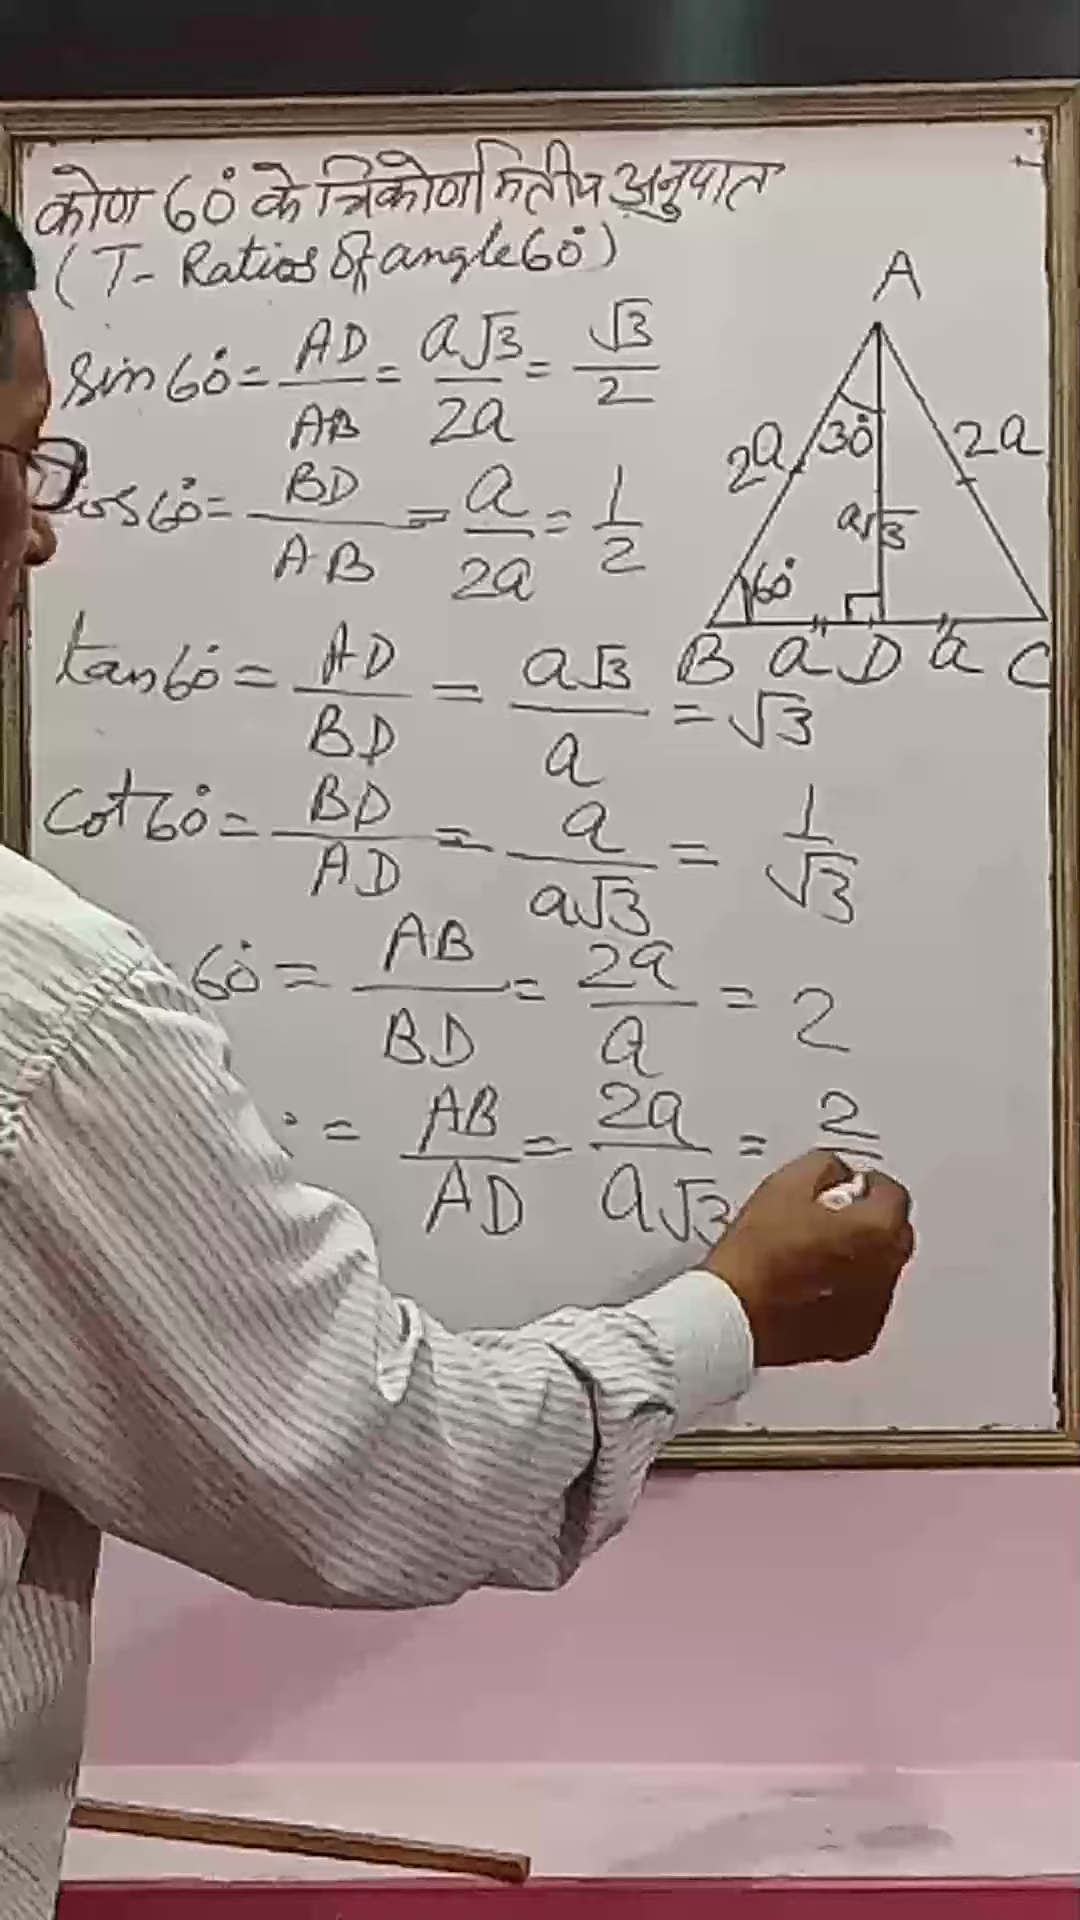 कोण 60° के त्रिकोणमितीय अनुपात
(T- Ratios of angle 60°)
sin 60° = AD/AB = a√3/2a = √3/2
cos 60° = BD/AB = a/2a = 1/2
tan 60° = AD/BD = a√3/a = √3
cot 60° = BD/AD = a/a√3 = 1/√3
60° = AB/BD = 2a/a = 2
= AB/AD = 2a/a√3 = 2
A
2a 30° 2a
a√3
60°
B a D a C